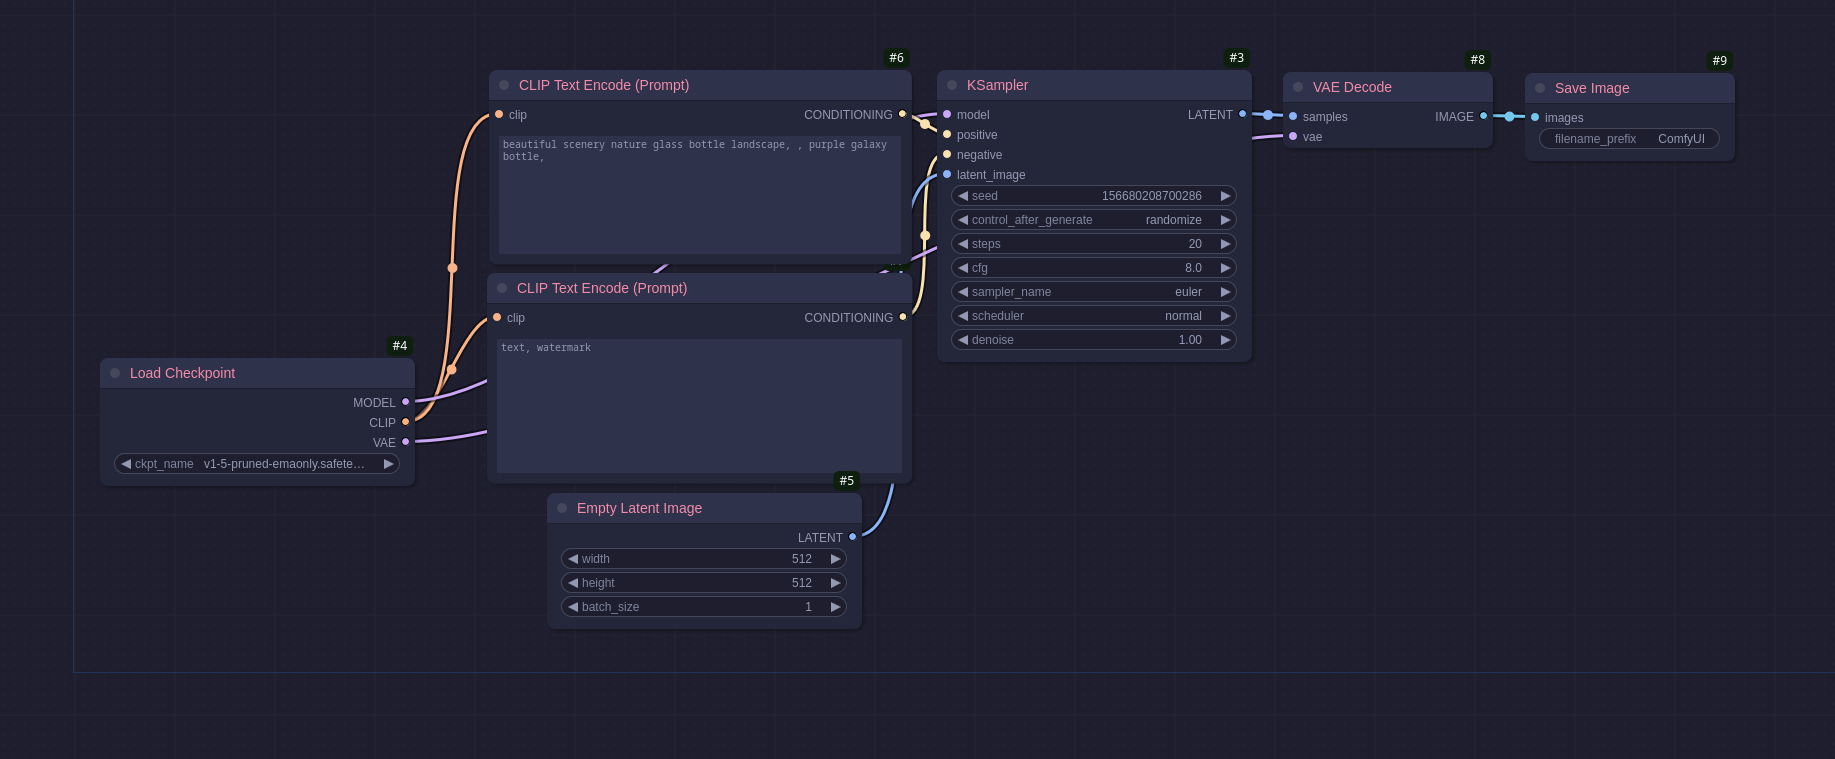 #6
CLIP Text Encode (Prompt)
clip
CONDITIONING
beautiful scenery nature glass bottle landscape, , purple galaxy
bottle,
CLIP Text Encode (Prompt)
clip
CONDITIONING
text, watermark
#4
Load Checkpoint
MODEL
CLIP
VAE
ckpt_name v1-5-pruned-emaonly.safete…
#5
Empty Latent Image
LATENT
width 512
height 512
batch_size 1
#3
KSampler
model
LATENT
positive
negative
latent_image
seed 156680208700286
control_after_generate randomize
steps 20
cfg 8.0
sampler_name euler
scheduler normal
denoise 1.00
#8
VAE Decode
samples
IMAGE
vae
#9
Save Image
images
filename_prefix ComfyUI